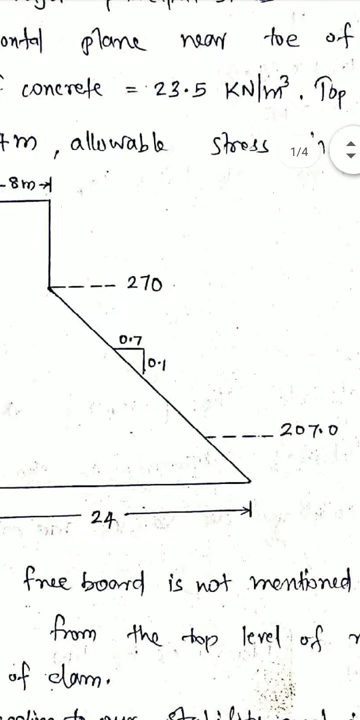 ontal plane near toe of
concrete = 23.5 KN/m³. Top
m, allowable stress in
1/4
8m
270
0.7
0.1
207.0
24
free board is not mentioned
from the top level of
of dam.